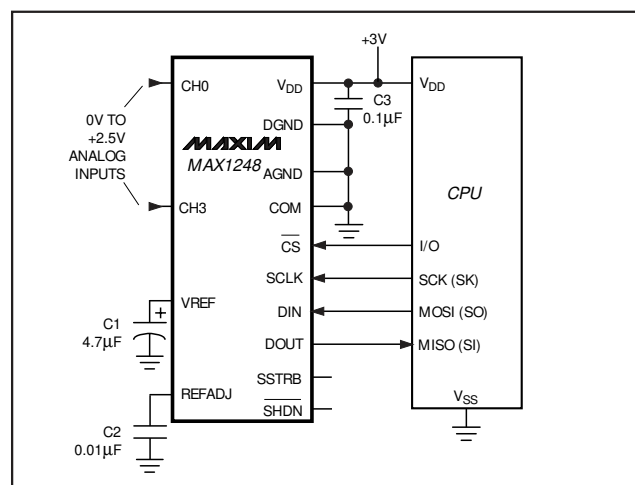 +3V
CH0
VDD
VDD
C3
0.1µF
0V TO
+2.5V
ANALOG
INPUTS
DGND
MAXIM
MAX1248
AGND
CPU
CH3
COM
CS
I/O
SCLK
SCK (SK)
VREF
+
DIN
MOSI (SO)
C1
4.7µF
DOUT
MISO (SI)
SSTRB
REFADJ
SHDN
VSS
C2
0.01µF